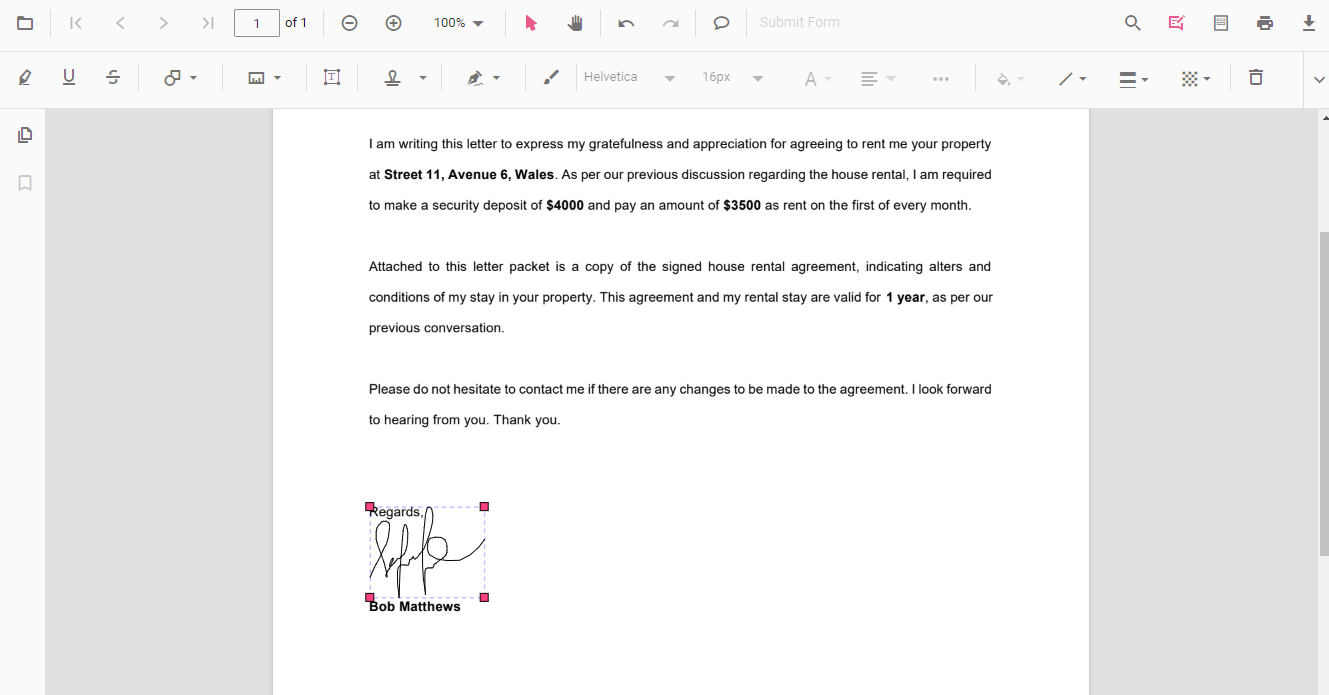 1 of 1 100% Submit Form
Helvetica 16px
I am writing this letter to express my gratefulness and appreciation for agreeing to rent me your property
at Street 11, Avenue 6, Wales. As per our previous discussion regarding the house rental, I am required
to make a security deposit of $4000 and pay an amount of $3500 as rent on the first of every month.
Attached to this letter packet is a copy of the signed house rental agreement, indicating alters and
conditions of my stay in your property. This agreement and my rental stay are valid for 1 year, as per our
previous conversation.
Please do not hesitate to contact me if there are any changes to be made to the agreement. I look forward
to hearing from you. Thank you.
Regards,
Bob Matthews